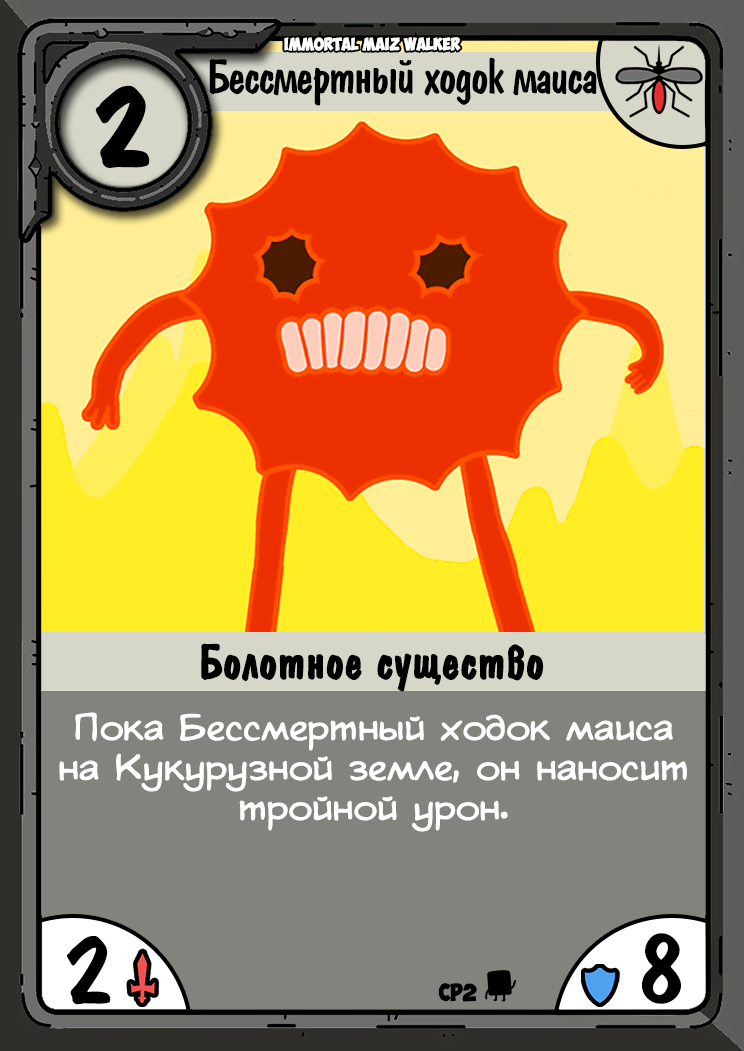 IMMORTAL MAIZ WALKER
2
Бессмертный ходок маиса
Болотное существо
Пока Бессмертный ходок маиса
на Кукурузной земле, он наносит
тройной урон.
2
CP2
8